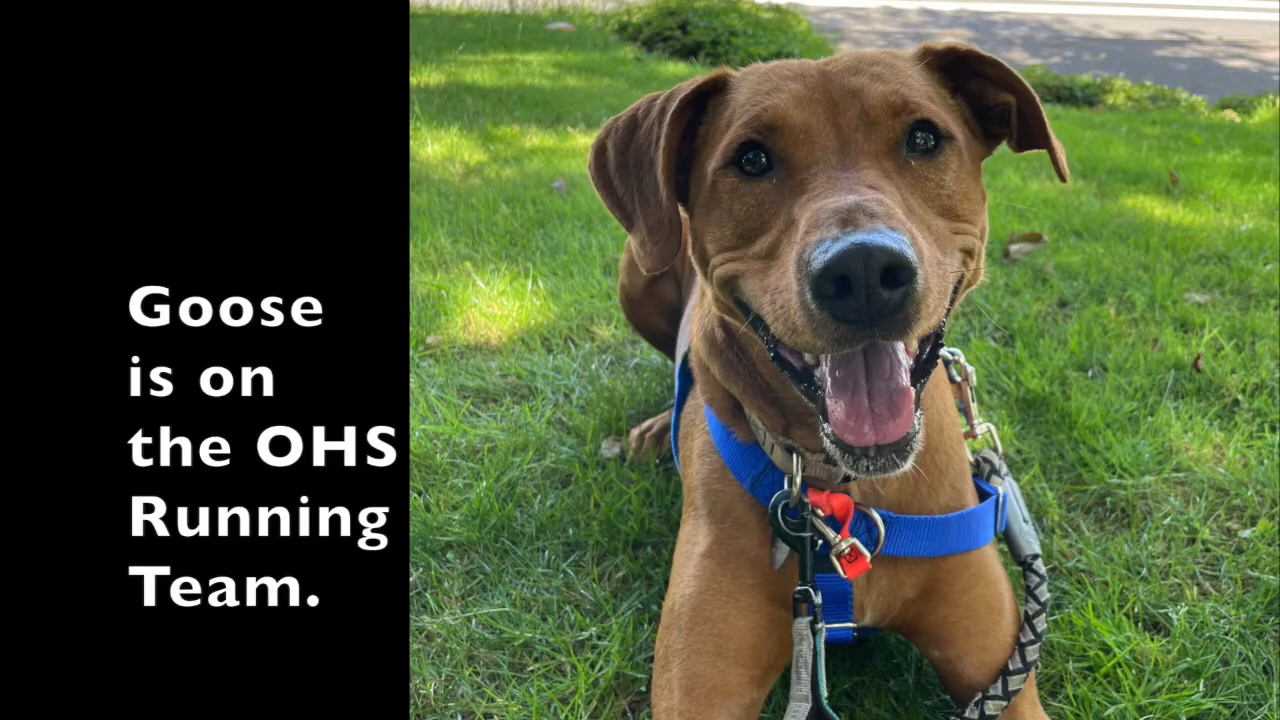 Goose
is on
the OHS
Running
Team.